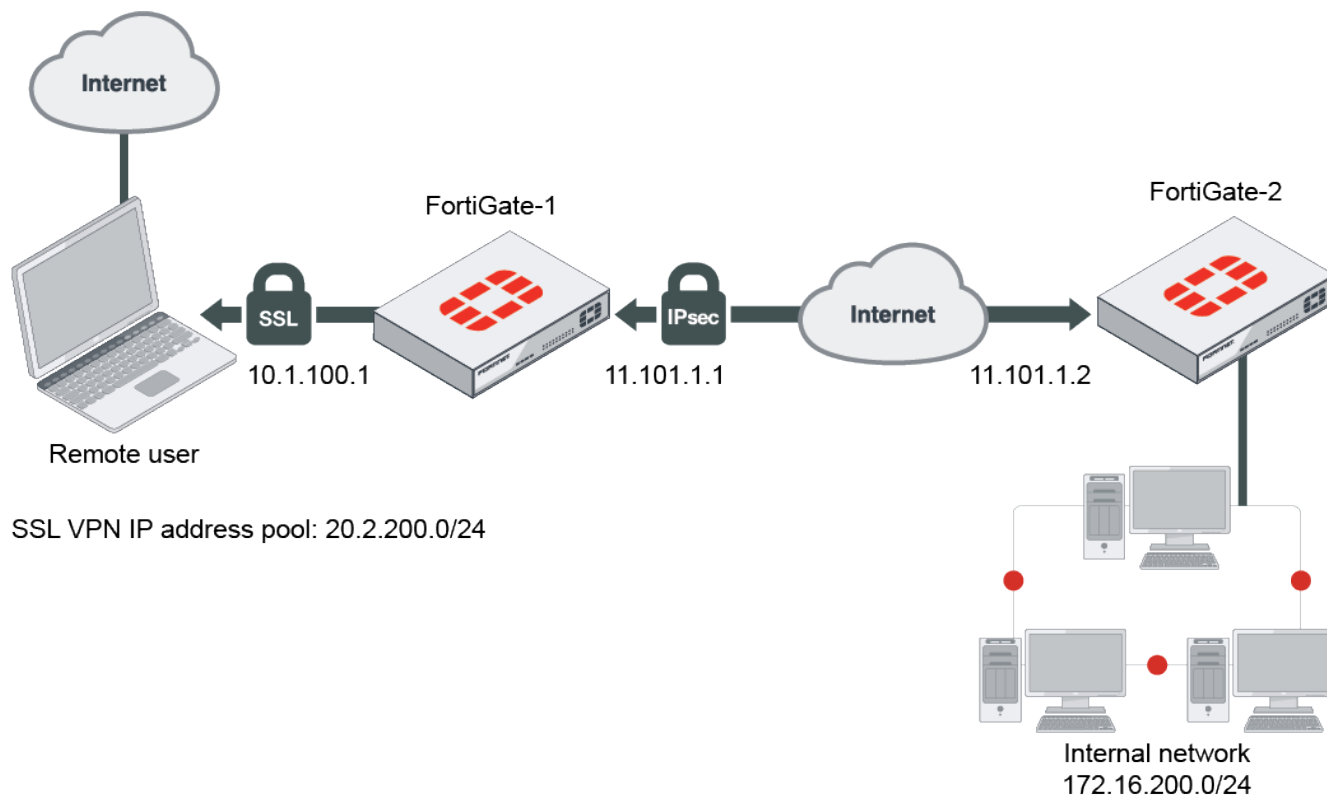 Internet
FortiGate-1
FortiGate-2
SSL
IPsec
Internet
10.1.100.1
11.101.1.1
11.101.1.2
Remote user
SSL VPN IP address pool: 20.2.200.0/24
Internal network
172.16.200.0/24
FORTINET
FORTINET